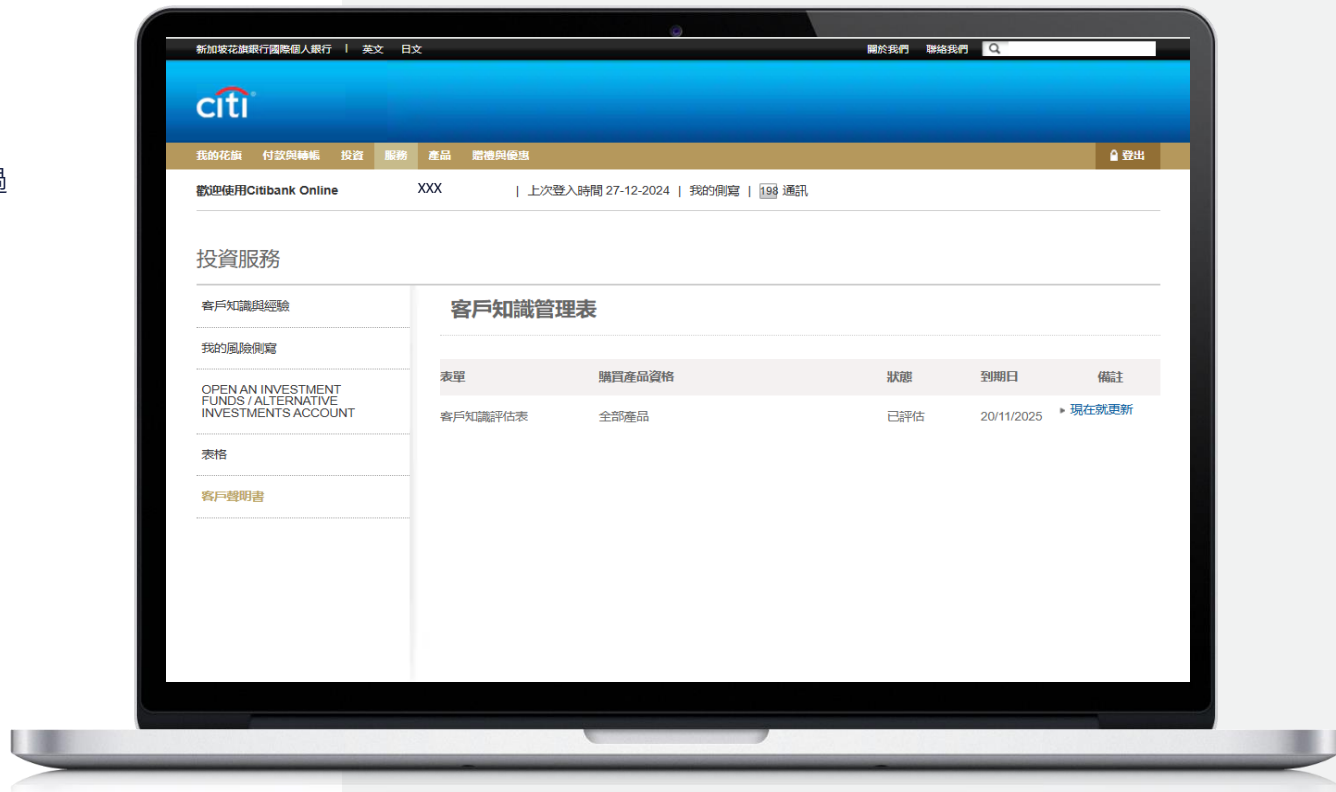 新加坡花旗銀行國際個人銀行 | 英文 日文 關於我們 聯絡我們
citi
我的花旗 付款與轉帳 投資 服務 產品 層禮與優惠 登出
歡迎使用Citibank Online XXX | 上次登入時間 27-12-2024 | 我的側寫 | 198 通訊
投資服務
客戶知識與經驗
我的風險側寫
OPEN AN INVESTMENT
FUNDS / ALTERNATIVE
INVESTMENTS ACCOUNT
表格
客戶聲明書
客戶知識管理表
表單 購買產品資格 狀態 到期日 備註
客戶知識評估表 全部產品 已評估 20/11/2025 現在就更新